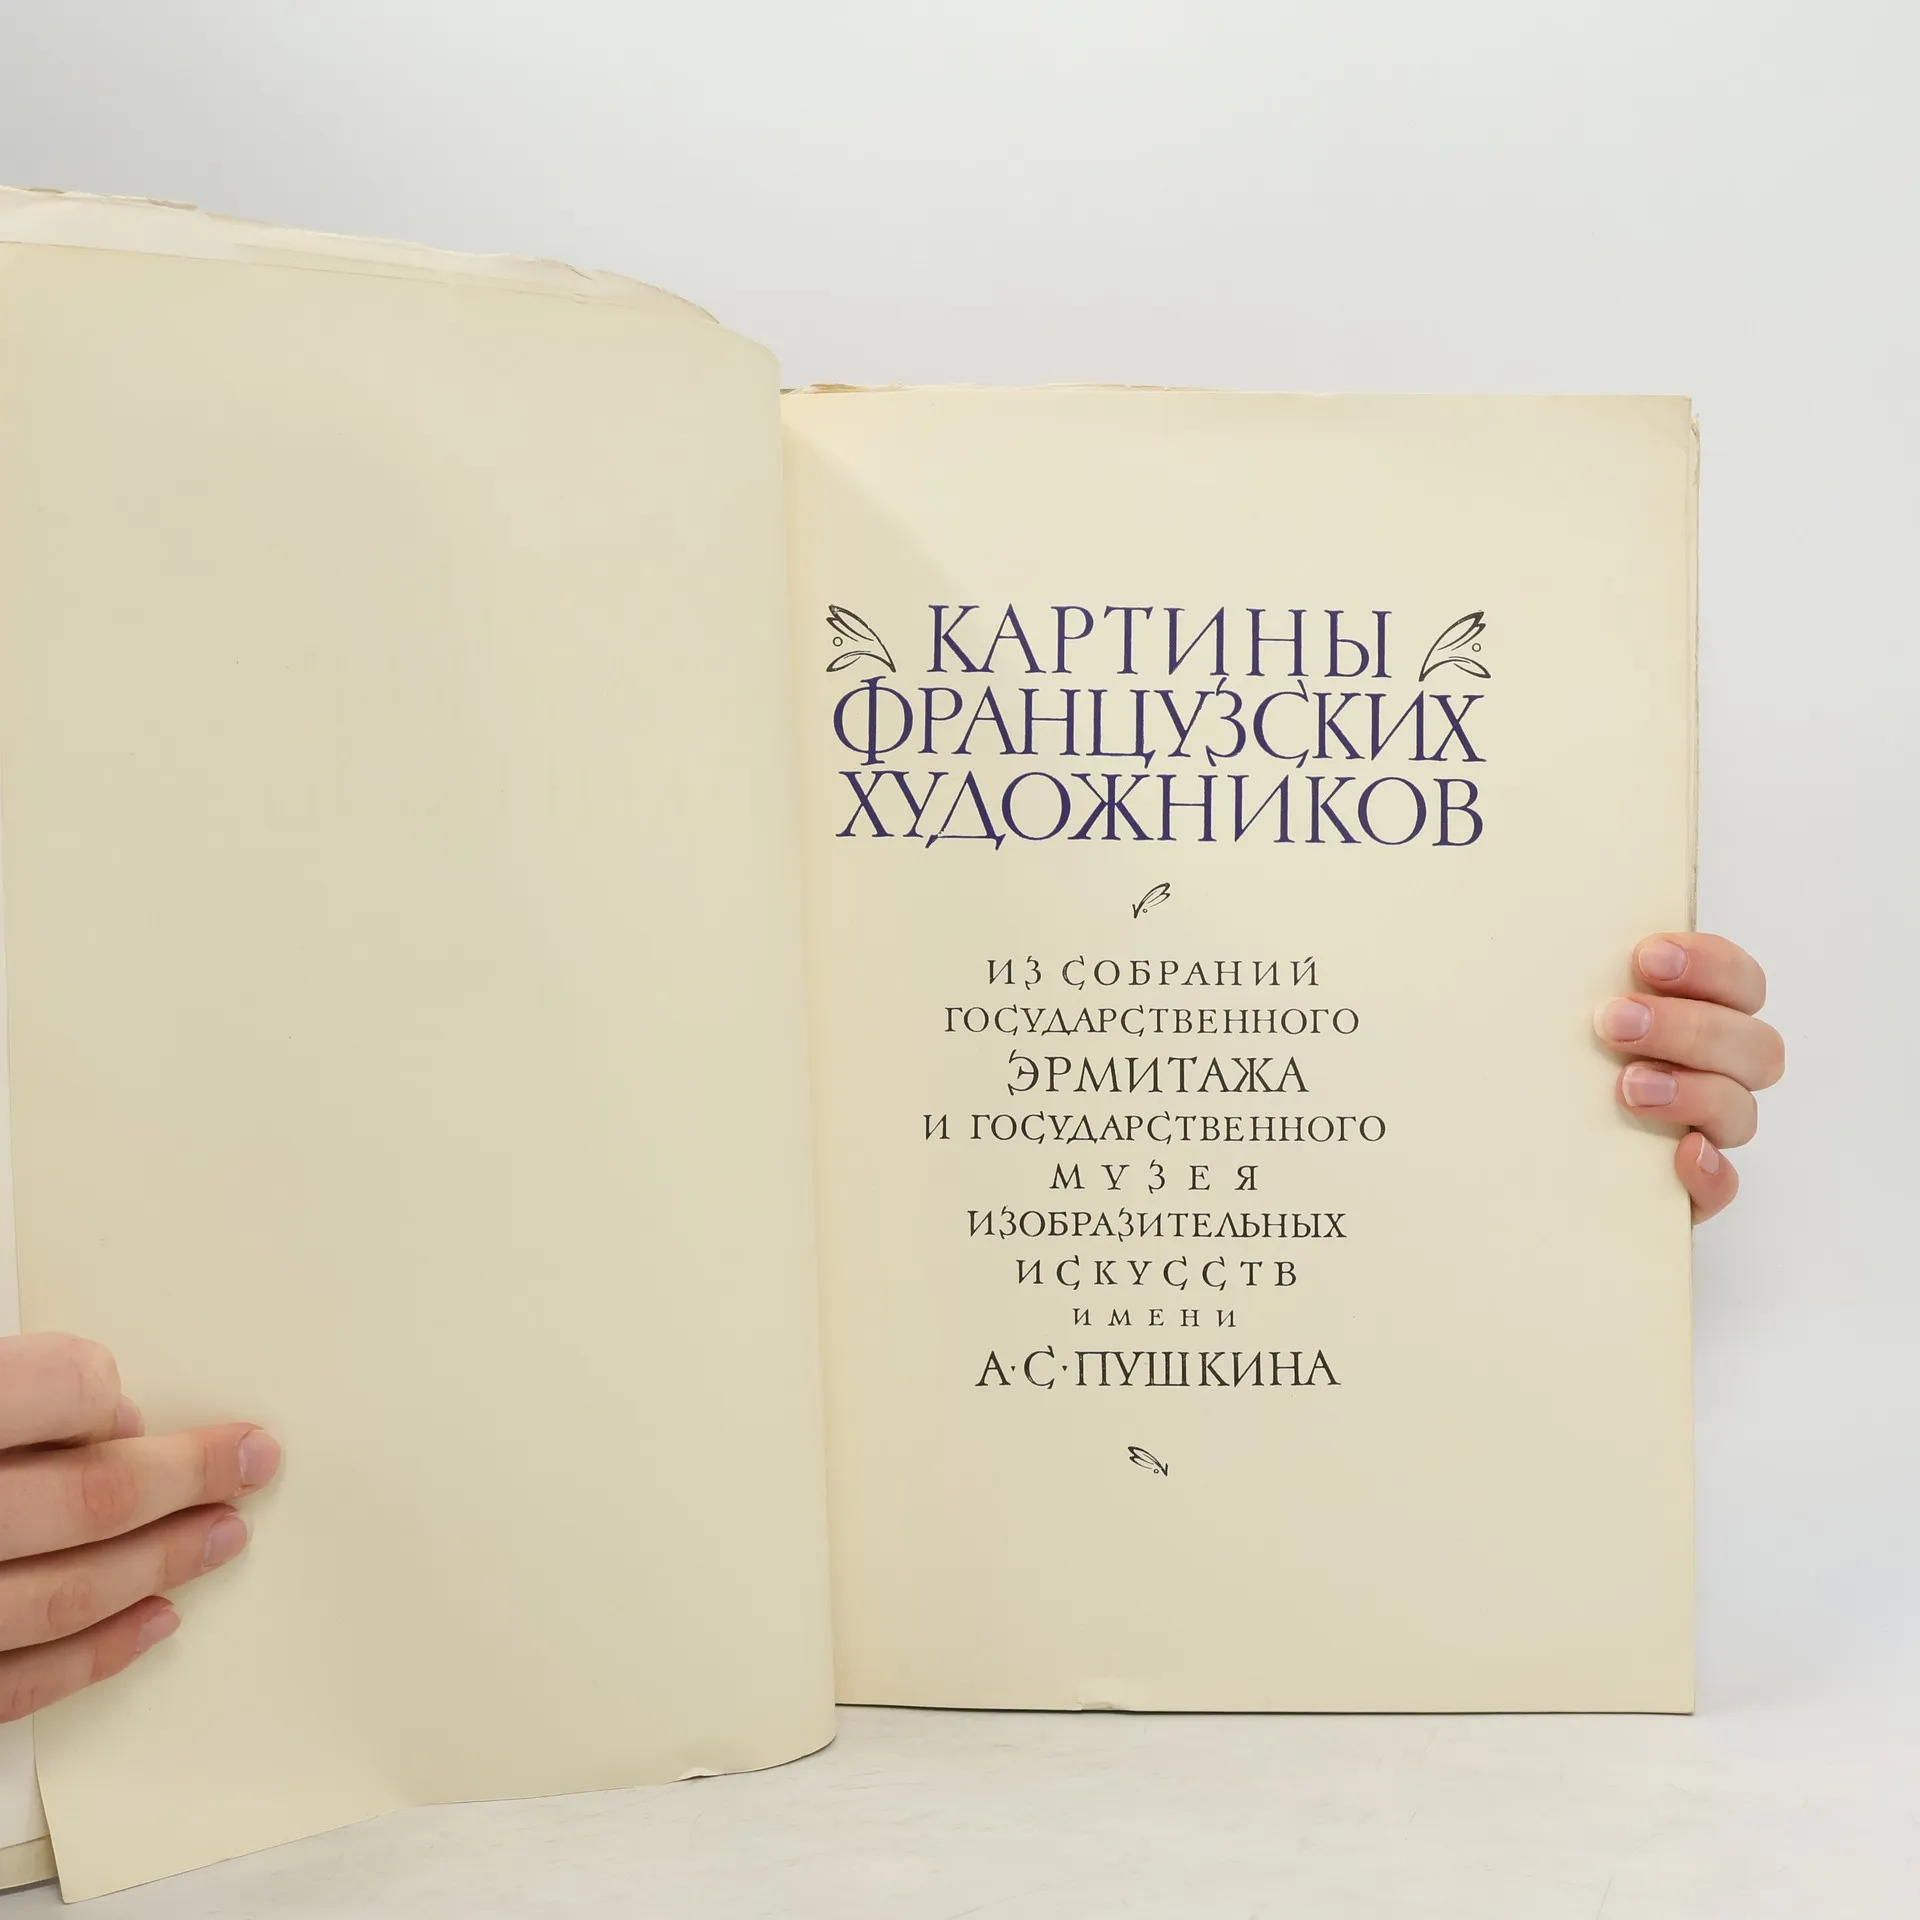 КАРТИНЫ
ФРАНЦУЗСКИХ
ХУДОЖНИКОВ
ИЗ СОБРАНИЙ
ГОСУДАРСТВЕННОГО
ЭРМИТАЖА
И ГОСУДАРСТВЕННОГО
МУЗЕЯ
ИЗОБРАЗИТЕЛЬНЫХ
ИСКУССТВ
ИМЕНИ
А·С·ПУШКИНА